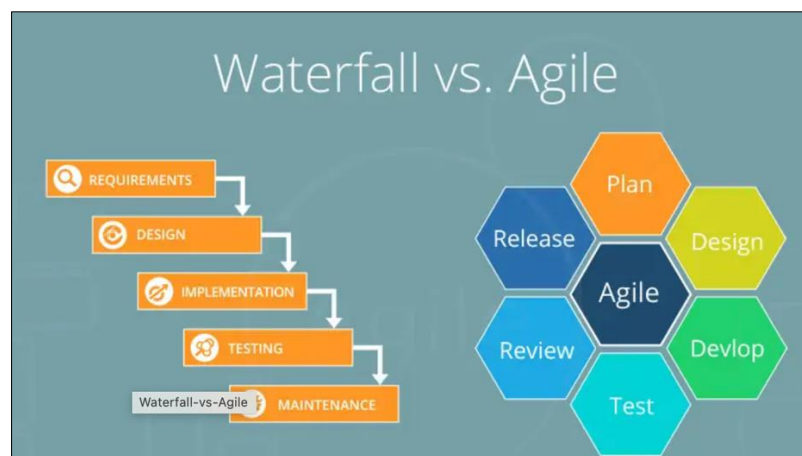 Waterfall vs. Agile
REQUIREMENTS
DESIGN
IMPLEMENTATION
TESTING
MAINTENANCE
Waterfall-vs-Agile
Plan
Release
Design
Agile
Review
Devlop
Test